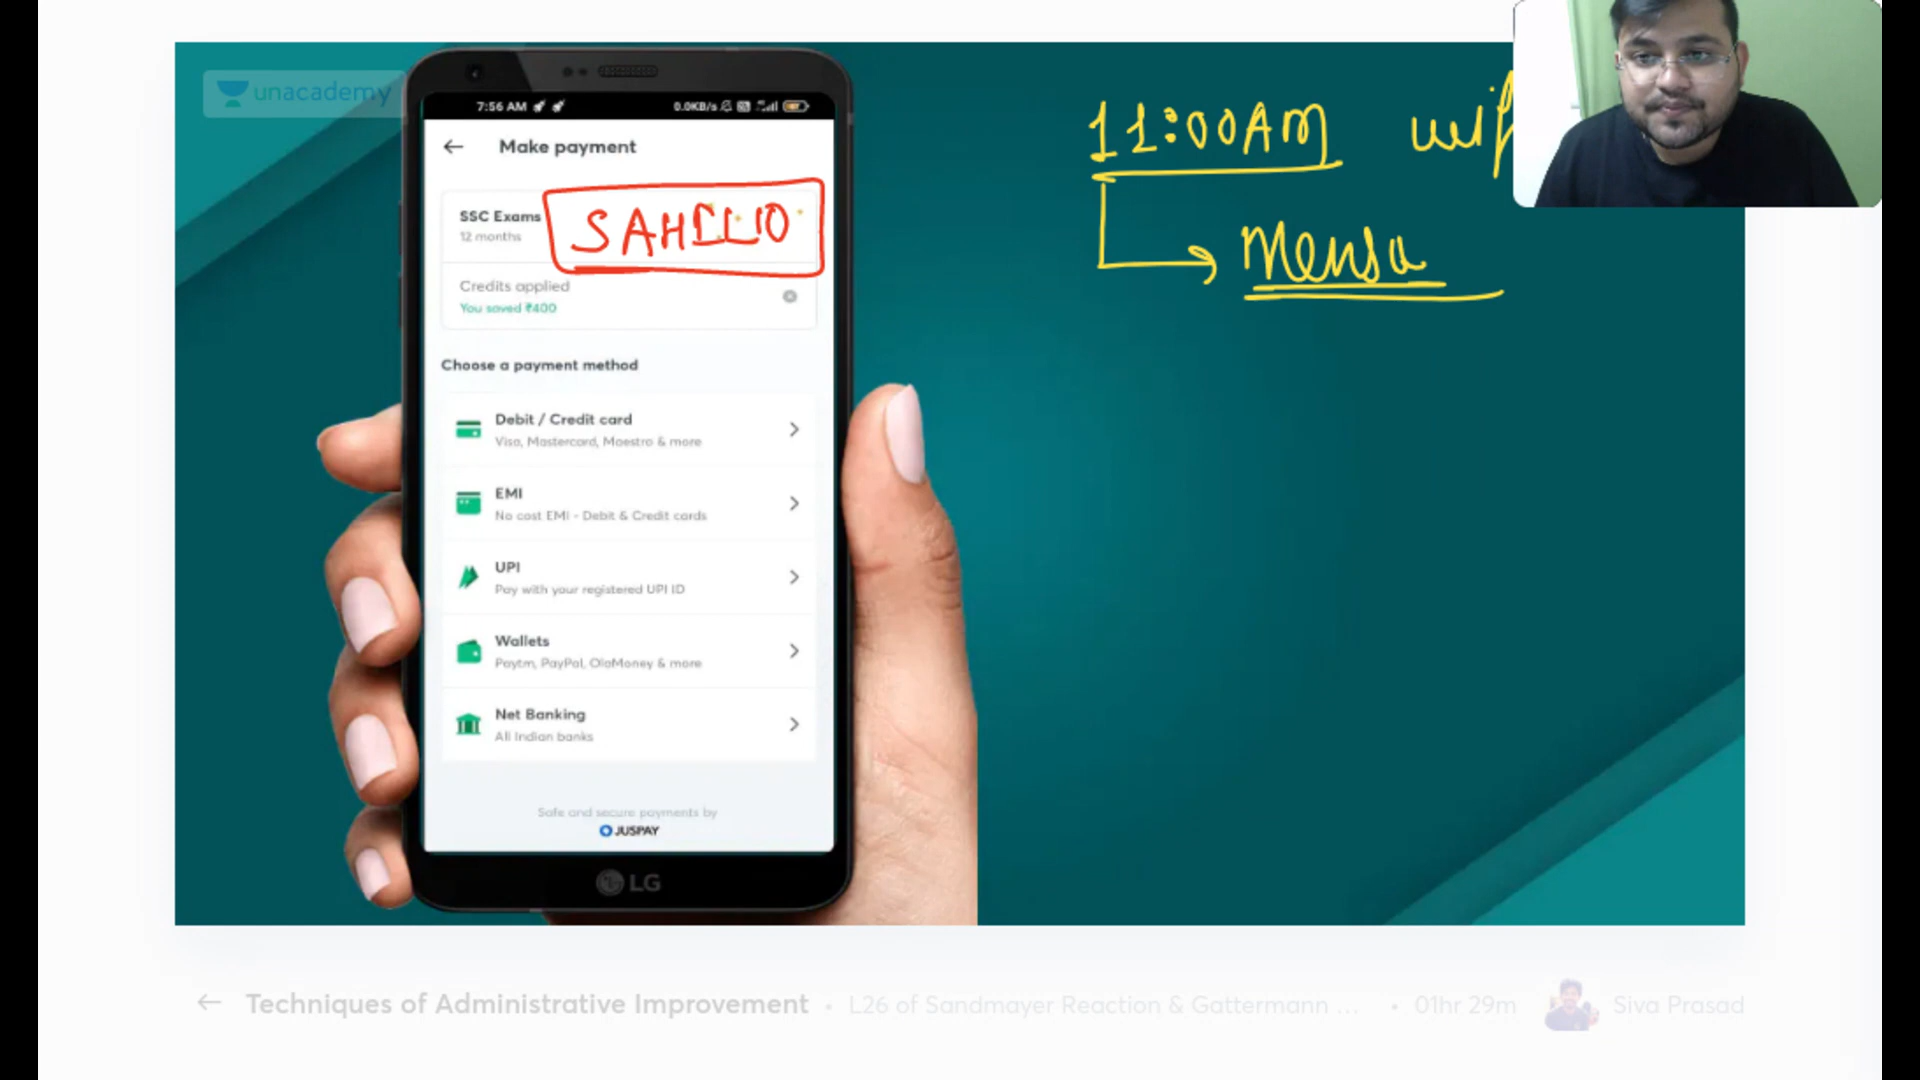 unacademy
7:56 AM 0.0KB/s
Make payment
SSC Exams
12 months
SAHIL10
Credits applied
You saved ₹400
Choose a payment method
Debit / Credit card
Visa, Mastercard, Maestro & more
EMI
No cost EMI - Debit & Credit cards
UPI
Pay with your registered UPI ID
Wallets
Paytm, PayPal, OlaMoney & more
Net Banking
All Indian banks
Safe and secure payments by
JUSPAY
LG
11:00AM
Mensa
Techniques of Administrative Improvement • L26 of Sandmayer Reaction & Gattermann ... • 01hr 29m Siva Prasad